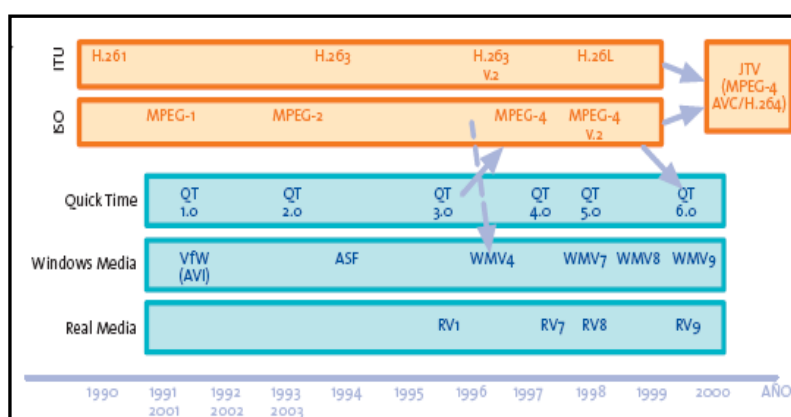 ITU
H.261
H.263
H.263
V.2
H.26L
JTV
(MPEG-4
AVC/H.264)
ISO
MPEG-1
MPEG-2
MPEG-4
MPEG-4
V.2
Quick Time
QT
1.0
QT
2.0
QT
3.0
QT
4.0
QT
5.0
QT
6.0
Windows Media
VfW
(AVI)
ASF
WMV4
WMV7
WMV8
WMV9
Real Media
RV1
RV7
RV8
RV9
1990 1991 1992 1993 1994 1995 1996 1997 1998 1999 2000 AÑO
2001 2002 2003